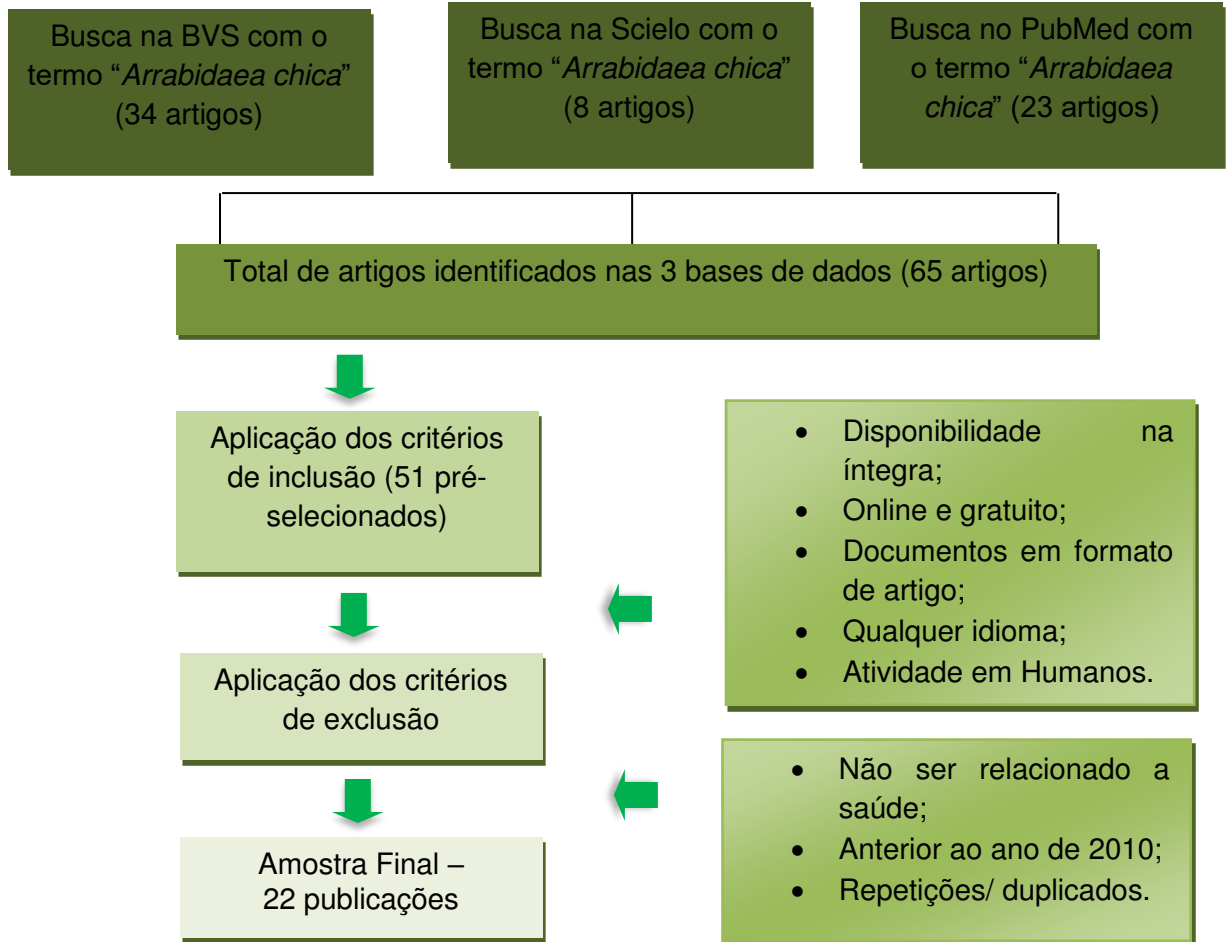 Busca na BVS com o
termo “Arrabidaea chica”
(34 artigos)
Busca na Scielo com o
termo “Arrabidaea chica”
(8 artigos)
Busca no PubMed com
o termo “Arrabidaea
chica” (23 artigos)
Total de artigos identificados nas 3 bases de dados (65 artigos)
Aplicação dos critérios
de inclusão (51 pré-
selecionados)
• Disponibilidade na
íntegra;
• Online e gratuito;
• Documentos em formato
de artigo;
• Qualquer idioma;
• Atividade em Humanos.
Aplicação dos critérios
de exclusão
• Não ser relacionado a
saúde;
• Anterior ao ano de 2010;
• Repetições/ duplicados.
Amostra Final –
22 publicações